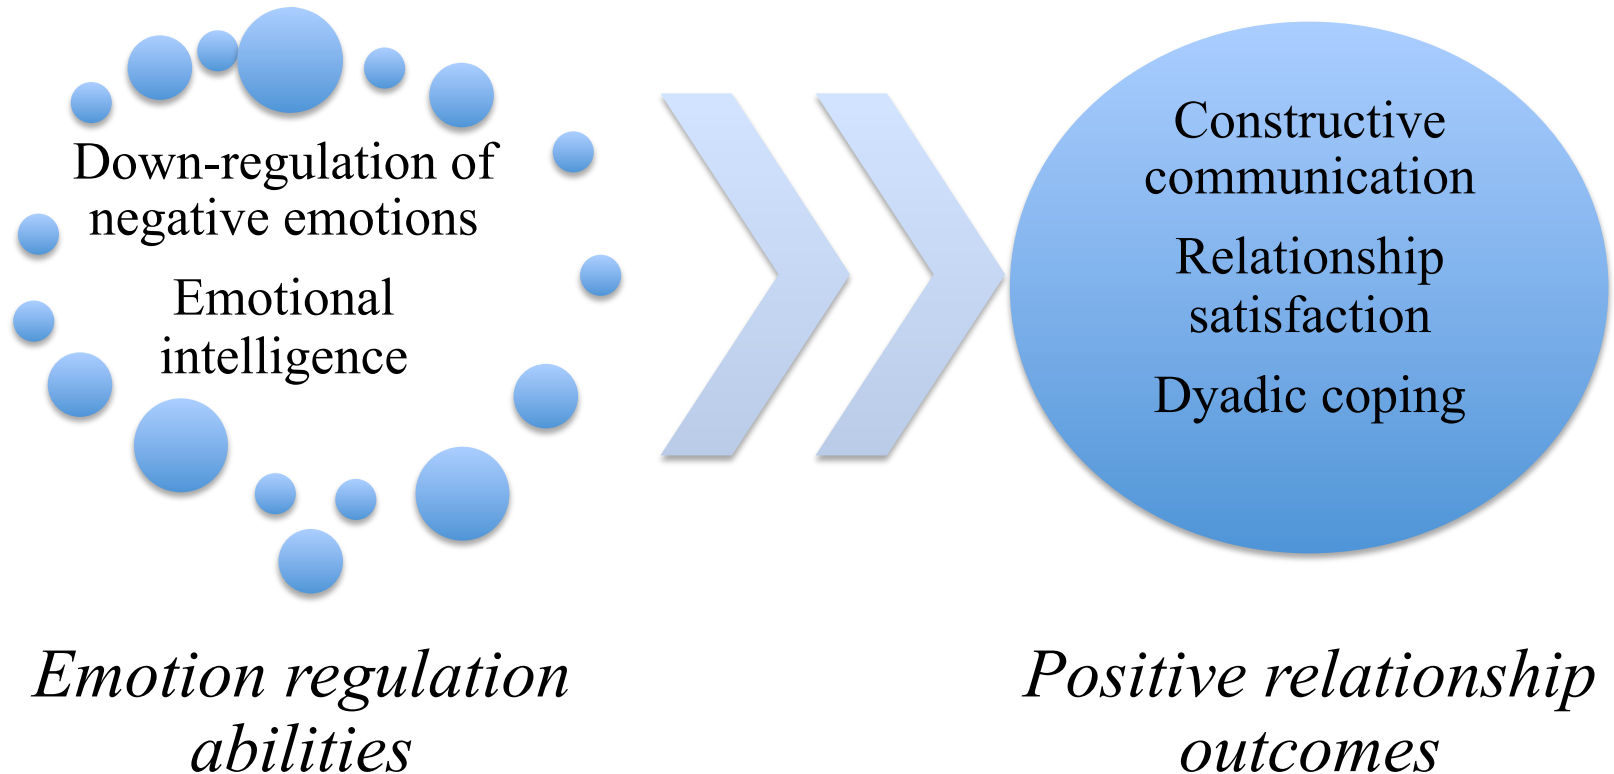 Down-regulation of
negative emotions
Emotional
intelligence
Constructive
communication
Relationship
satisfaction
Dyadic coping
Emotion regulation
abilities
Positive relationship
outcomes